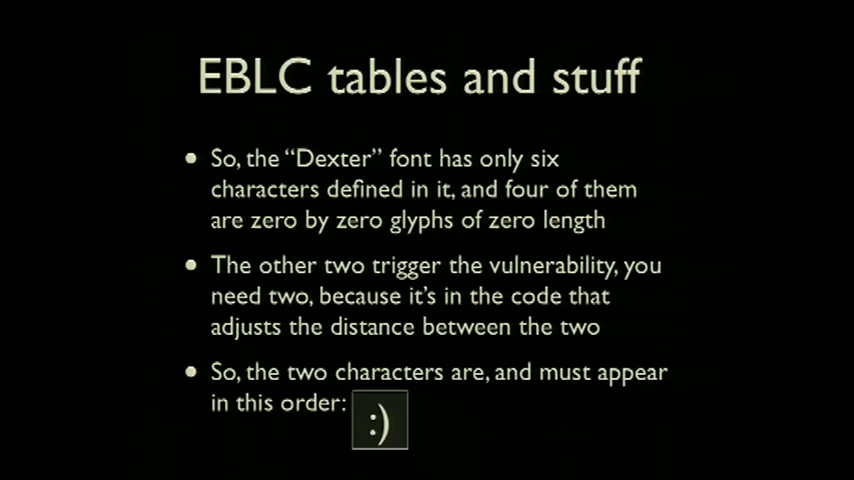 EBLC tables and stuff
• So, the “Dexter” font has only six
characters defined in it, and four of them
are zero by zero glyphs of zero length
• The other two trigger the vulnerability, you
need two, because it’s in the code that
adjusts the distance between the two
• So, the two characters are, and must appear
in this order: :)